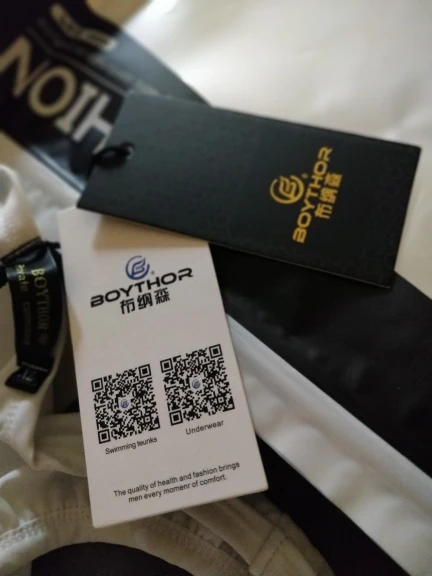 HION
BOYTHOR
布纳森
BOYTHOR®
布纳森
BOYTHOR
Swimming teunks
Underwear
The quality of health and fashion brings
men every momenr of comfort.